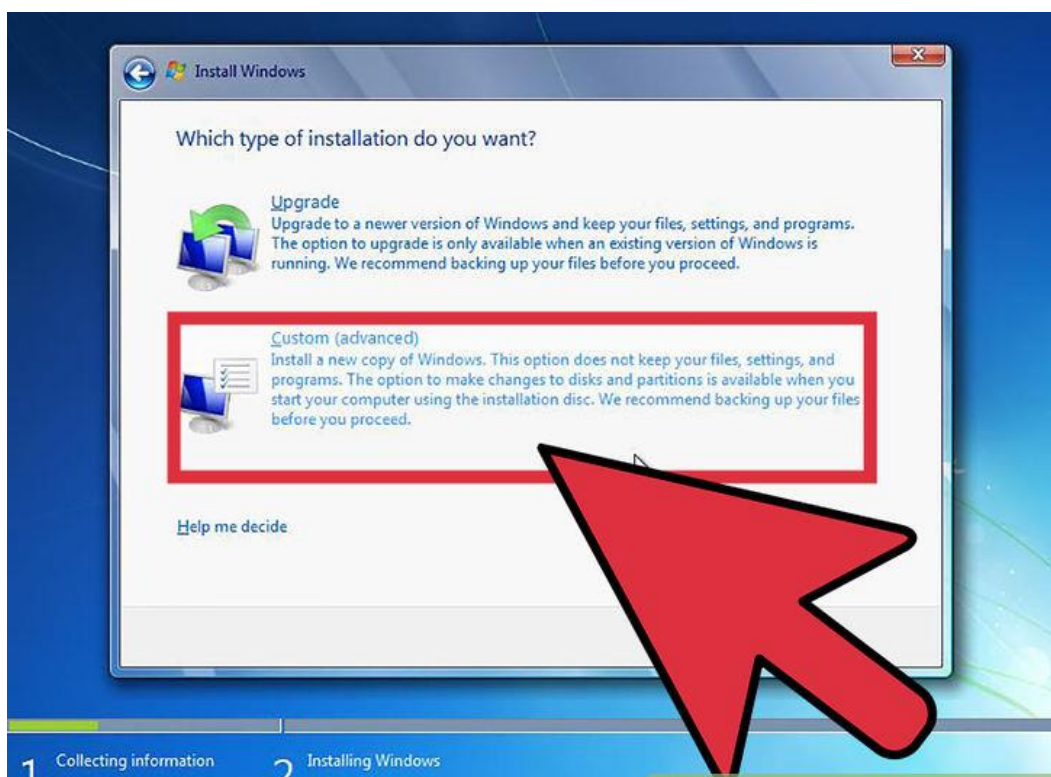 Install Windows
Which type of installation do you want?
Upgrade
Upgrade to a newer version of Windows and keep your files, settings, and programs.
The option to upgrade is only available when an existing version of Windows is
running. We recommend backing up your files before you proceed.
Custom (advanced)
Install a new copy of Windows. This option does not keep your files, settings, and
programs. The option to make changes to disks and partitions is available when you
start your computer using the installation disc. We recommend backing up your files
before you proceed.
Help me decide
1 Collecting information
2 Installing Windows